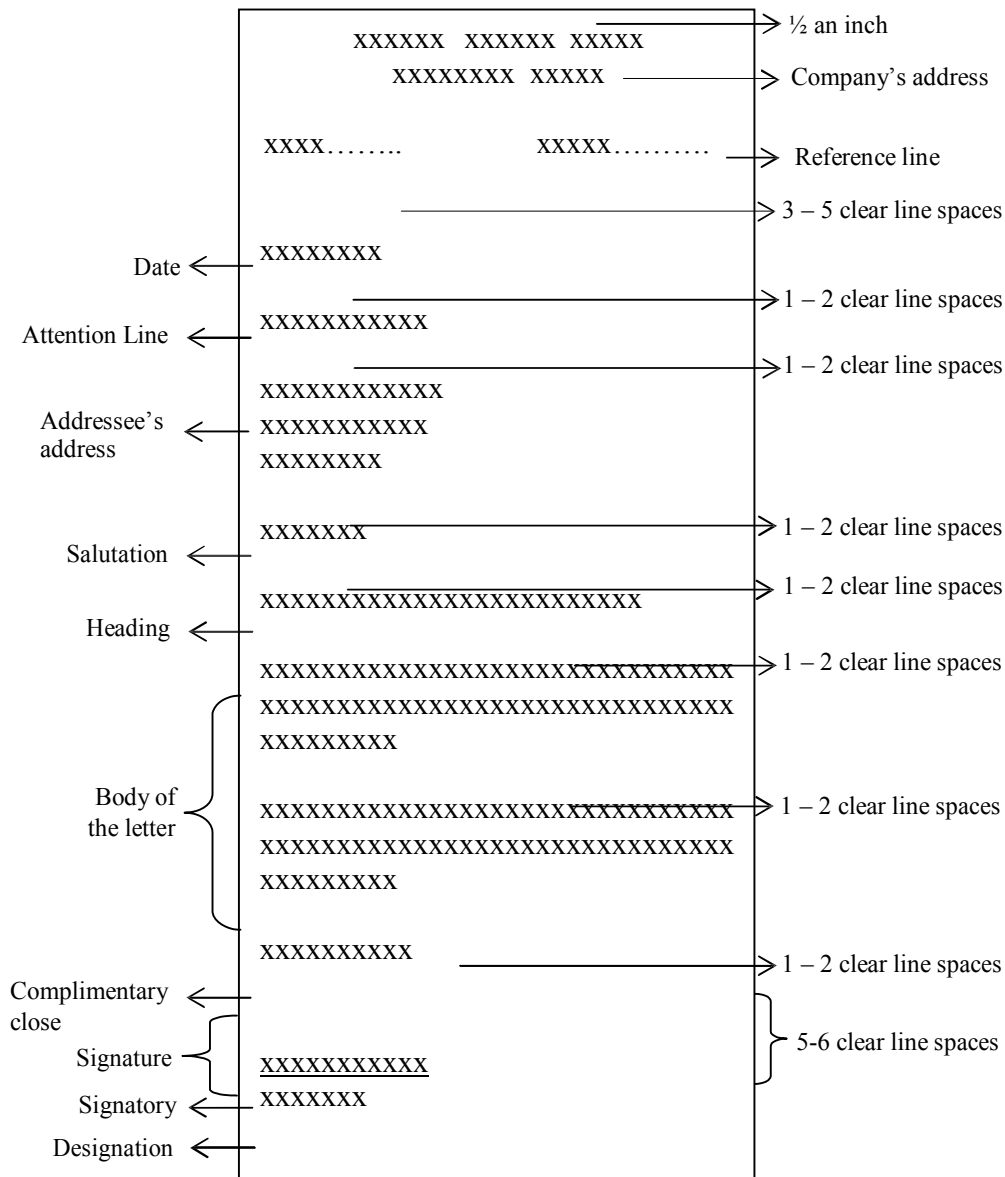 ½ an inch
xxxxxx xxxxxx xxxxx
xxxxxxxx xxxxx
Company’s address
xxxx……..
xxxxx……….
Reference line
3 – 5 clear line spaces
xxxxxxxx
Date
1 – 2 clear line spaces
xxxxxxxxxxx
Attention Line
1 – 2 clear line spaces
xxxxxxxxxxxx
Addressee’s
address
xxxxxxxxxxx
xxxxxxxx
xxxxxxx
1 – 2 clear line spaces
Salutation
1 – 2 clear line spaces
xxxxxxxxxxxxxxxxxxxxxxxxx
Heading
xxxxxxxxxxxxxxxxxxxxxxxxxxxxxxx
1 – 2 clear line spaces
xxxxxxxxxxxxxxxxxxxxxxxxxxxxxxx
xxxxxxxxx
Body of
the letter
xxxxxxxxxxxxxxxxxxxxxxxxxxxxxxx
1 – 2 clear line spaces
xxxxxxxxxxxxxxxxxxxxxxxxxxxxxxx
xxxxxxxxx
xxxxxxxxxx
1 – 2 clear line spaces
Complimentary
close
5-6 clear line spaces
Signature
xxxxxxxxxxx
xxxxxxx
Signatory
Designation